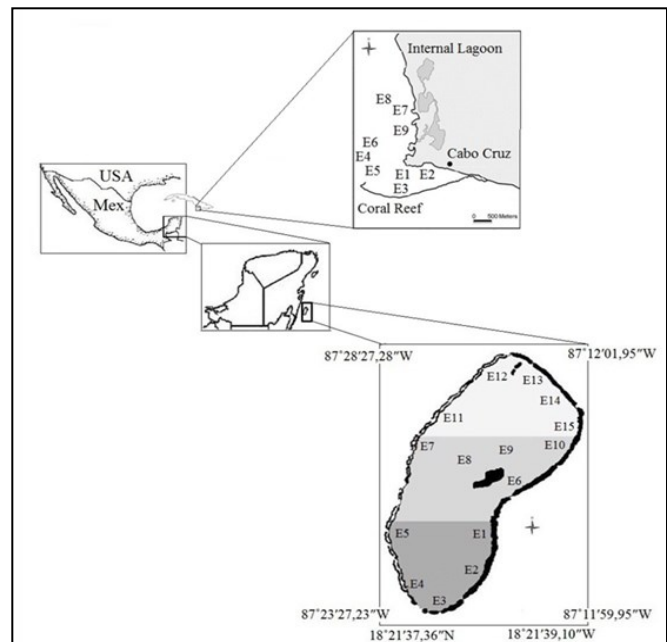 Internal Lagoon
E8
E7
E9
E6
E4
Cabo Cruz
E5
E1 E2
E3
Coral Reef
500 Meters
USA
Mex
87°28'27,28"W
87°12'01,95"W
E12
E13
E14
E11
E15
E7
E10
E9
E8
E6
E5
E1
E2
E4
E3
87°23'27,23"W
87°11'59,95"W
18°21'37,36"N
18°21'39,10"W